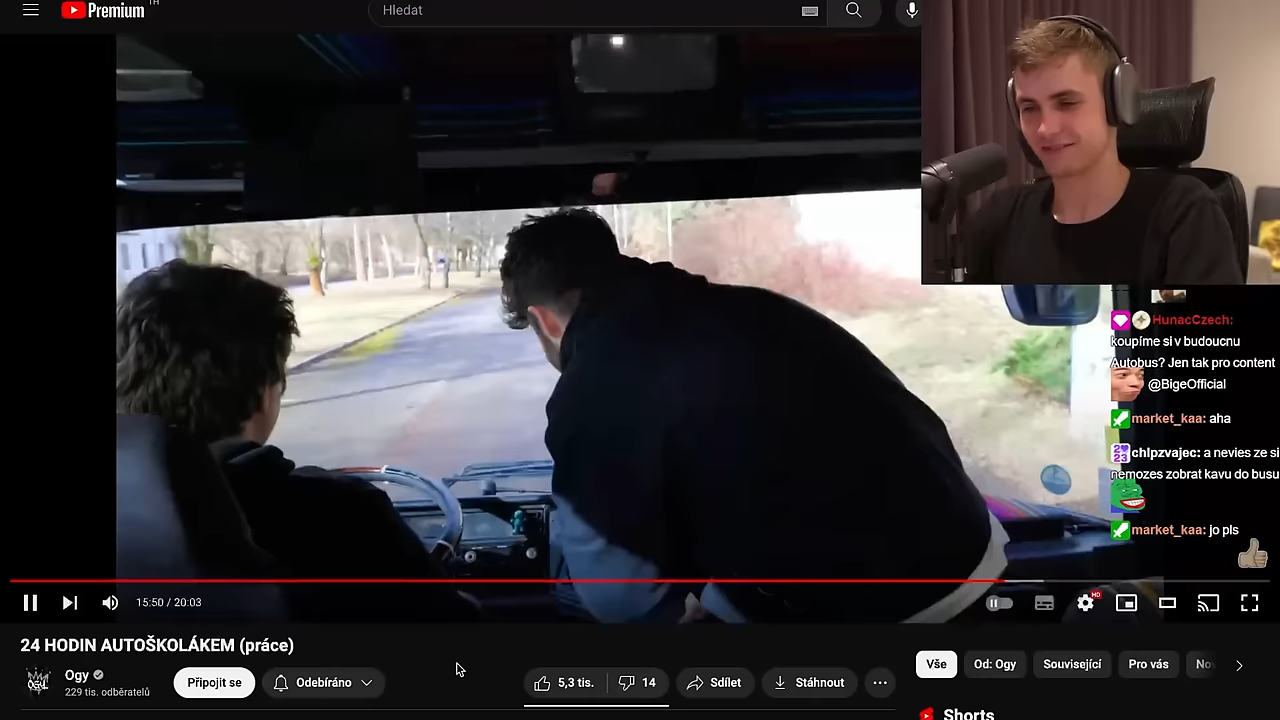 Premium TH
Hledat
HunacCzech:
koupíme si v budoucnu
Autobus? Jen tak pro content
@BigeOfficial
market_kaa: aha
chlpzvajec: a nevies ze si
nemozes zobrat kavu do busu
market_kaa: jo pls
15:50 / 20:03
HD
24 HODIN AUTOŠKOLÁKEM (práce)
Ogy
229 tis. odběratelů
Připojit se
Odebíráno
5,3 tis.
14
Sdílet
Stáhnout
Vše
Od: Ogy
Související
Pro vás
Shorts